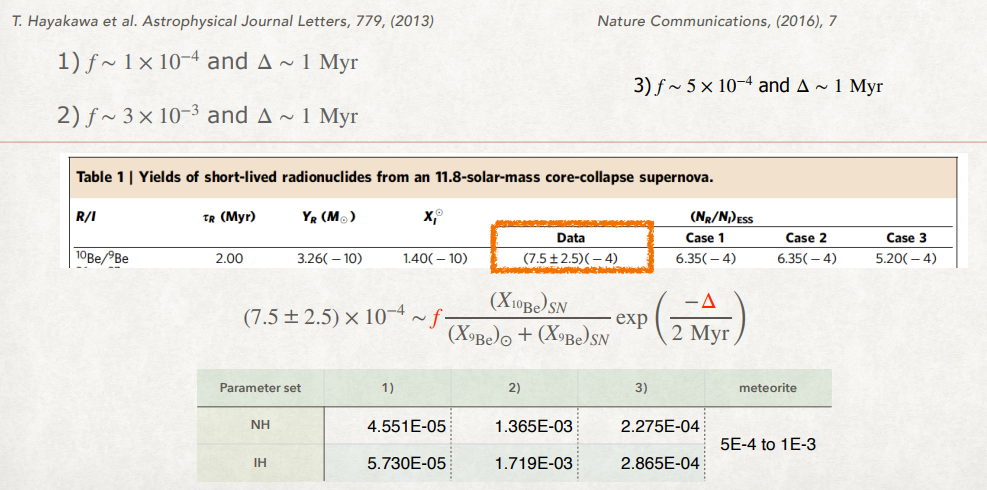 T. Hayakawa et al. Astrophysical Journal Letters, 779, (2013)
Nature Communications, (2016), 7
1) f ∼ 1 × 10⁻⁴ and Δ ∼ 1 Myr
3) f ∼ 5 × 10⁻⁴ and Δ ∼ 1 Myr
2) f ∼ 3 × 10⁻³ and Δ ∼ 1 Myr
Table 1 | Yields of short-lived radionuclides from an 11.8-solar-mass core-collapse supernova.
R/I τR (Myr) YR (M⊙) XI⊙ (NR/NI)ESS
Data Case 1 Case 2 Case 3
¹⁰Be/⁹Be 2.00 3.26( − 10) 1.40( − 10) (7.5 ± 2.5)( − 4) 6.35( − 4) 6.35( − 4) 5.20( − 4)
(7.5 ± 2.5) × 10⁻⁴ ∼ f (X¹⁰Be)SN / ((X⁹Be)⊙ + (X⁹Be)SN) exp (−Δ / 2 Myr)
Parameter set 1) 2) 3) meteorite
NH 4.551E-05 1.365E-03 2.275E-04
5E-4 to 1E-3
IH 5.730E-05 1.719E-03 2.865E-04